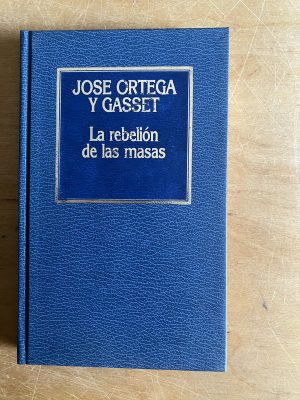 JOSE ORTEGA
Y GASSET
La rebelión
de las masas